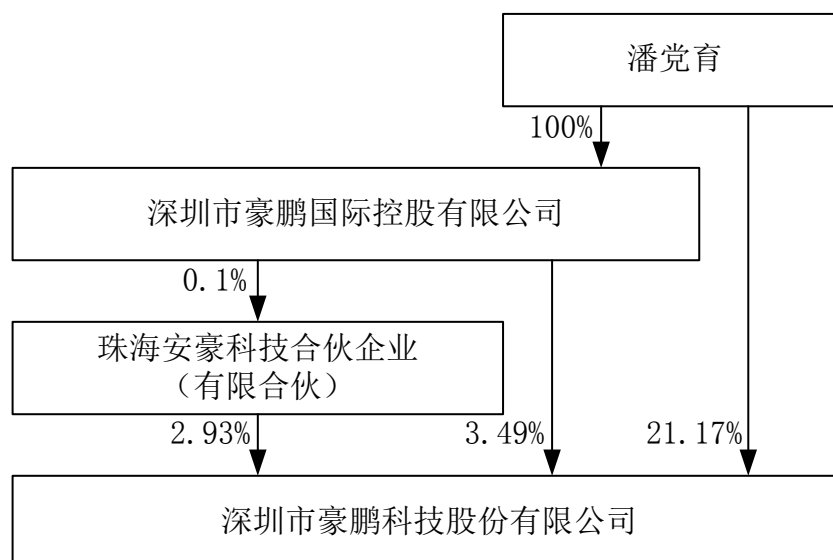 潘党育
100%
深圳市豪鹏国际控股有限公司
0.1%
珠海安豪科技合伙企业
（有限合伙）
2.93%
3.49%
21.17%
深圳市豪鹏科技股份有限公司